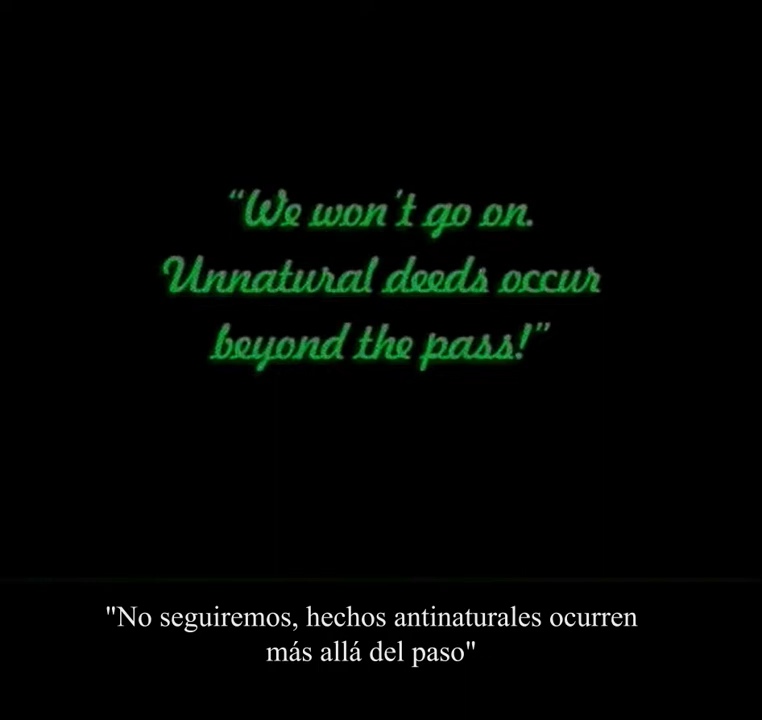 “We won't go on.
Unnatural deeds occur
beyond the pass!”
"No seguiremos, hechos antinaturales ocurren
más allá del paso"